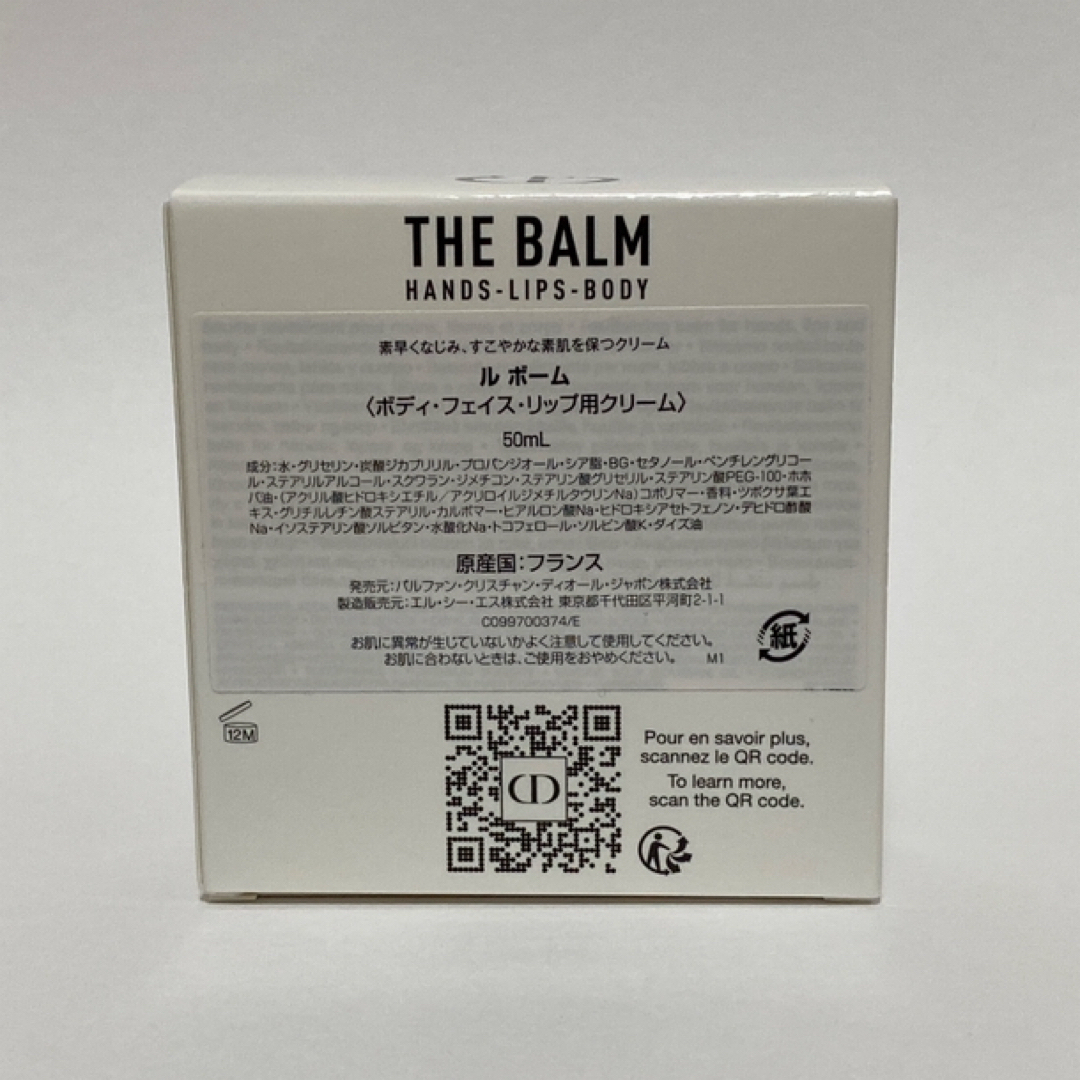 THE BALM
HANDS-LIPS-BODY
素早くなじみ、すこやかな素肌を保つクリーム
ル ボーム
〈ボディ・フェイス・リップ用クリーム〉
50mL
成分：水・グリセリン・炭酸ジカプリリル・プロパンジオール・シア脂・BG・セタノール・ペンチレングリコー
ル・ステアリルアルコール・スクワラン・ジメチコン・ステアリン酸グリセリル・ステアリン酸PEG-100・ホホ
バ油・(アクリル酸ヒドロキシエチル／アクリロイルジメチルタウリンNa)コポリマー・香料・ツボクサ葉エ
キス・グリチルレチン酸ステアリル・カルボマー・ヒアルロン酸Na・ヒドロキシアセトフェノン・デヒドロ酢酸
Na・イソステアリン酸ソルビタン・水酸化Na・トコフェロール・ソルビン酸K・ダイズ油
原産国：フランス
発売元：パルファン・クリスチャン・ディオール・ジャポン株式会社
製造販売元：エル・シー・エス株式会社 東京都千代田区平河町2-1-1
C099700374/E
お肌に異常が生じていないかよく注意して使用してください。
お肌に合わないときは、ご使用をおやめください。 M1
紙
12M
CD
Pour en savoir plus,
scannez le QR code.
To learn more,
scan the QR code.